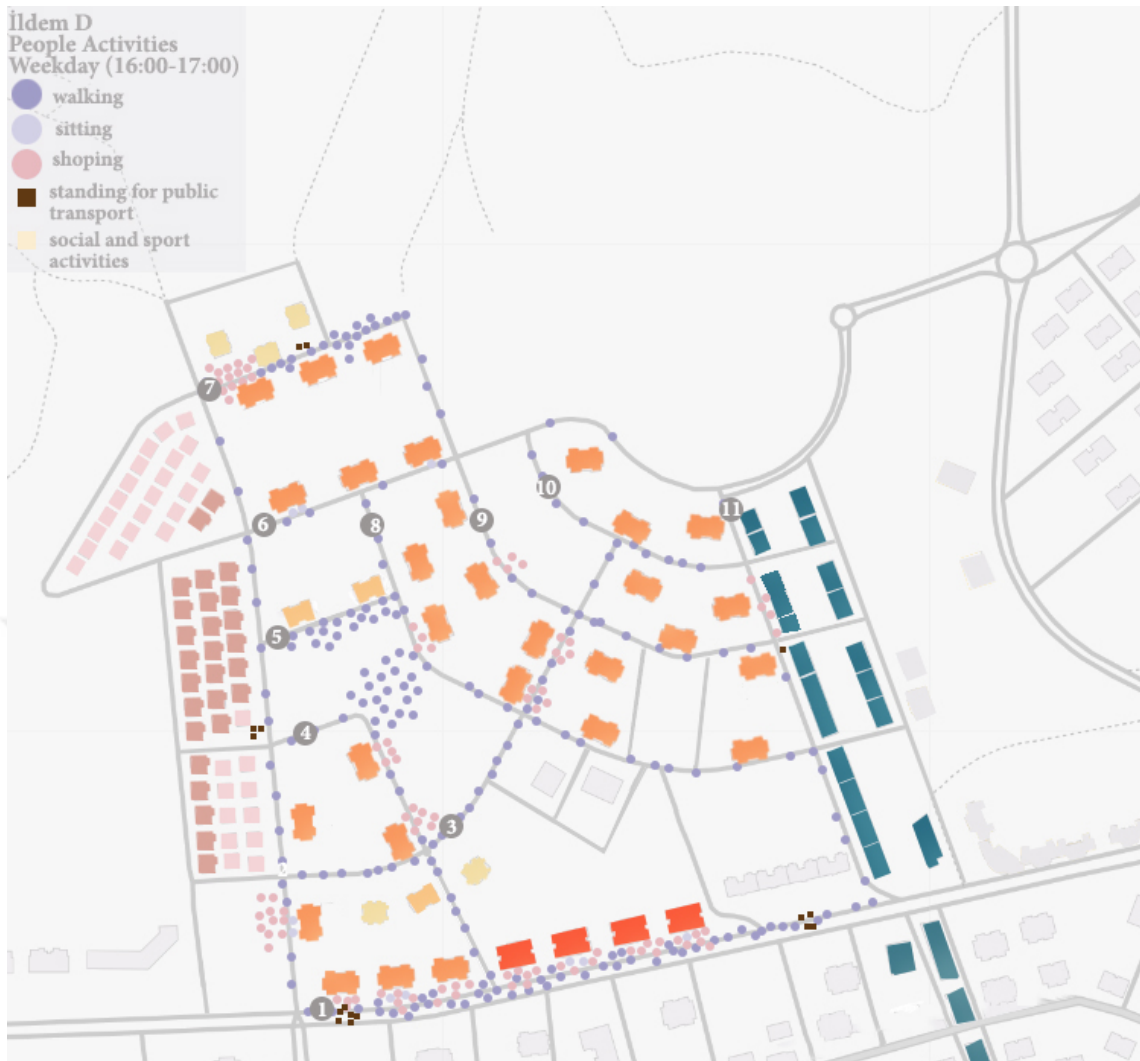 İldem D
People Activities
Weekday (16:00-17:00)
walking
sitting
shoping
standing for public
transport
social and sport
activities
7
10
11
6
8
9
5
4
3
1